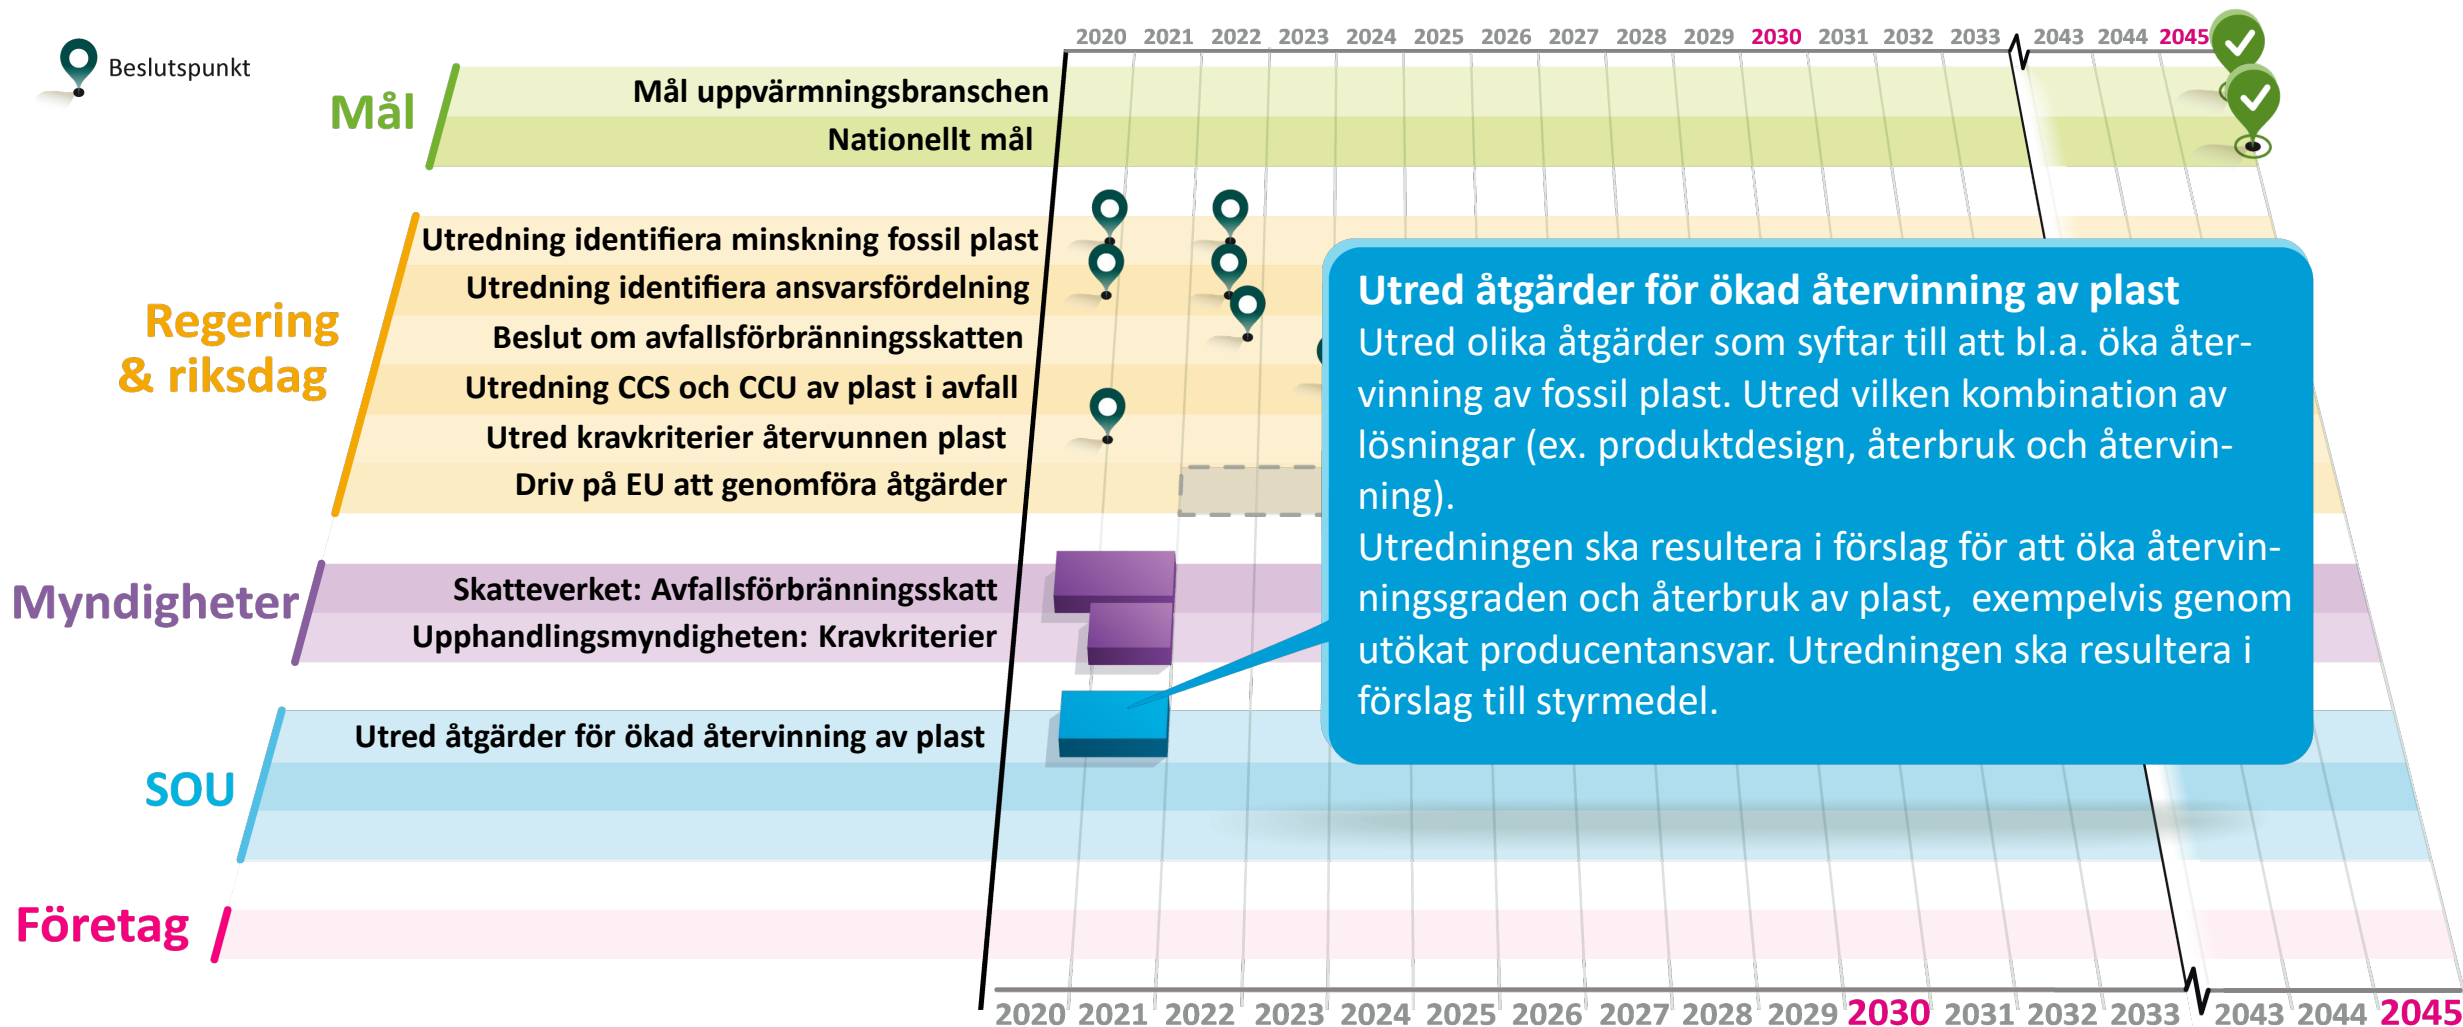 2020 2021 2022 2023 2024 2025 2026 2027 2028 2029 2030 2031 2032 2033 2043 2044 2045
Beslutspunkt
Mål
Mål uppvärmningsbranschen
Nationellt mål
Regering
& riksdag
Utredning identifiera minskning fossil plast
Utredning identifiera ansvarsfördelning
Beslut om avfallsförbränningsskatten
Utredning CCS och CCU av plast i avfall
Utred kravkriterier återvunnen plast
Driv på EU att genomföra åtgärder
Utred åtgärder för ökad återvinning av plast
Utred olika åtgärder som syftar till att bl.a. öka åter-
vinning av fossil plast. Utred vilken kombination av
lösningar (ex. produktdesign, återbruk och återvin-
ning).
Utredningen ska resultera i förslag för att öka återvin-
ningsgraden och återbruk av plast, exempelvis genom
utökat producentansvar. Utredningen ska resultera i
förslag till styrmedel.
Myndigheter
Skatteverket: Avfallsförbränningsskatt
Upphandlingsmyndigheten: Kravkriterier
SOU
Utred åtgärder för ökad återvinning av plast
Företag
2020 2021 2022 2023 2024 2025 2026 2027 2028 2029 2030 2031 2032 2033 2043 2044 2045